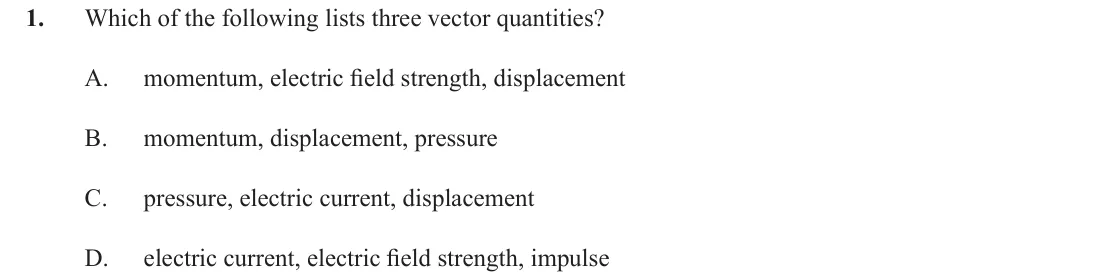 1. Which of the following lists three vector quantities?
A. momentum, electric field strength, displacement
B. momentum, displacement, pressure
C. pressure, electric current, displacement
D. electric current, electric field strength, impulse